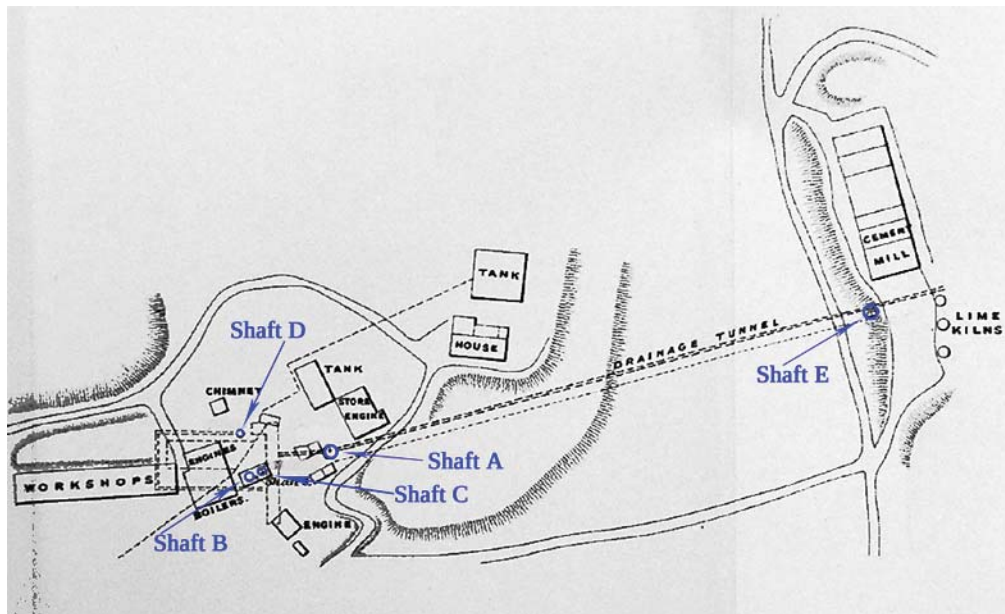 CEMENT
MILL
TANK
LIME
KILNS
Shaft D
HOUSE
DRAINAGE TUNNEL
Shaft E
TANK
CHIMNEY
STORE
ENGINE
ENGINES
Shaft A
WORKSHOPS
Shaft C
BOILERS
ENGINE
Shaft B